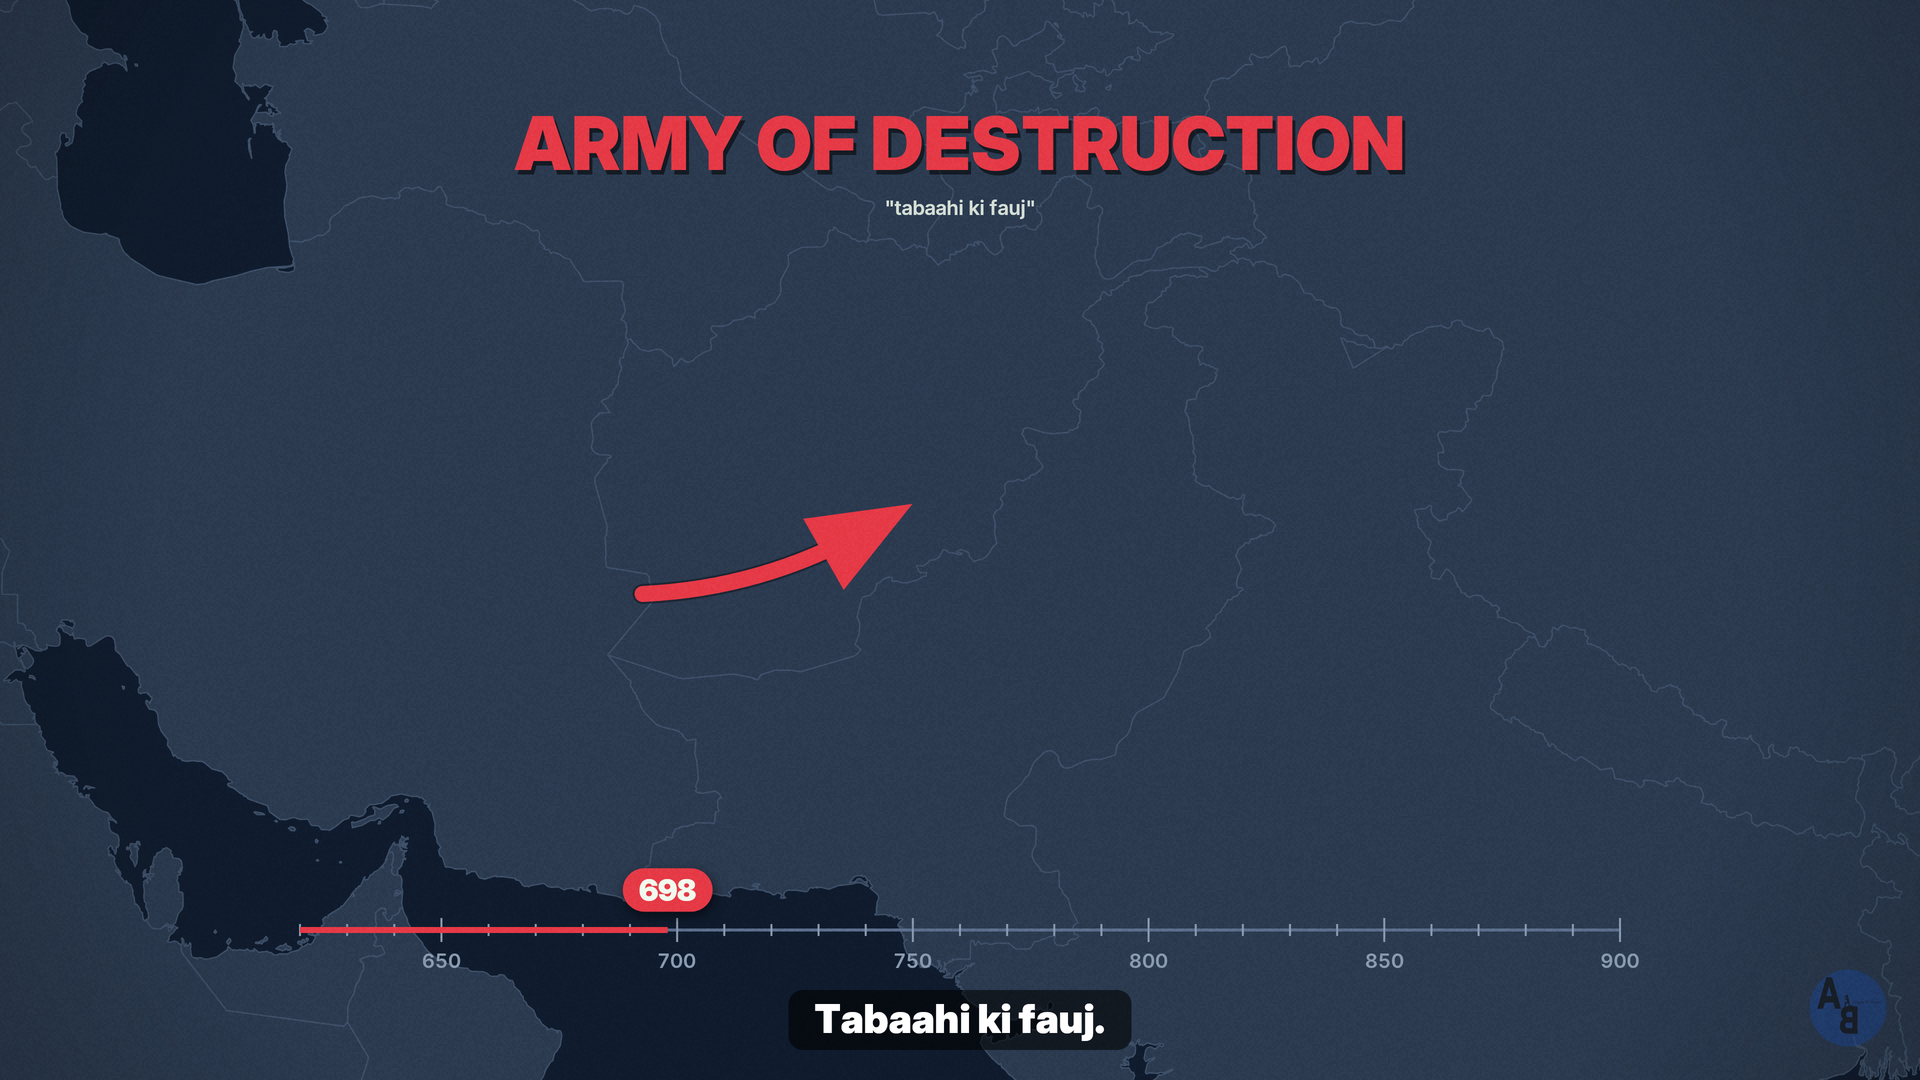 ARMY OF DESTRUCTION
"tabaahi ki fauj"
698
650 700 750 800 850 900
Tabaahi ki fauj.
A
B